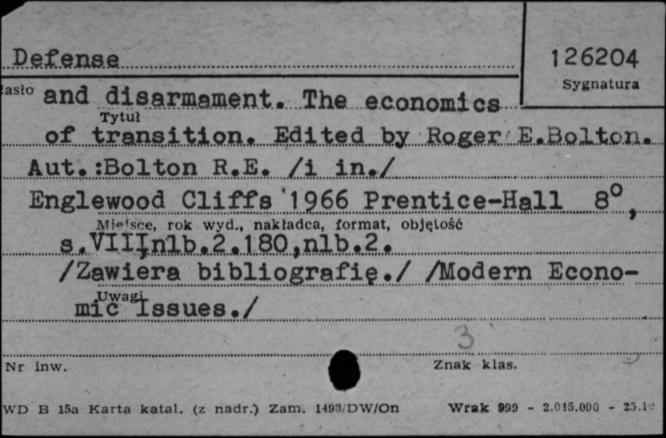 Defense
126204
Sygnatura
and disarmament. The economics
Tytuł
of transition. Edited by Roger E.Bolton.
Aut.:Bolton R.E. /i in./
Englewood Cliffs 1966 Prentice-Hall 8°,
Miejsce, rok wyd., nakładca, format, objętość
s.VIII,nlb.2.180,nlb.2.
/Zawiera bibliografię./ /Modern Econo-
Uwagi
mic Issues./
3
Nr inw.
Znak klas.
WD B 15a Karta katal. (z nadr.) Zam. 1493/DW/On Wrak 999 - 2.015.000 -